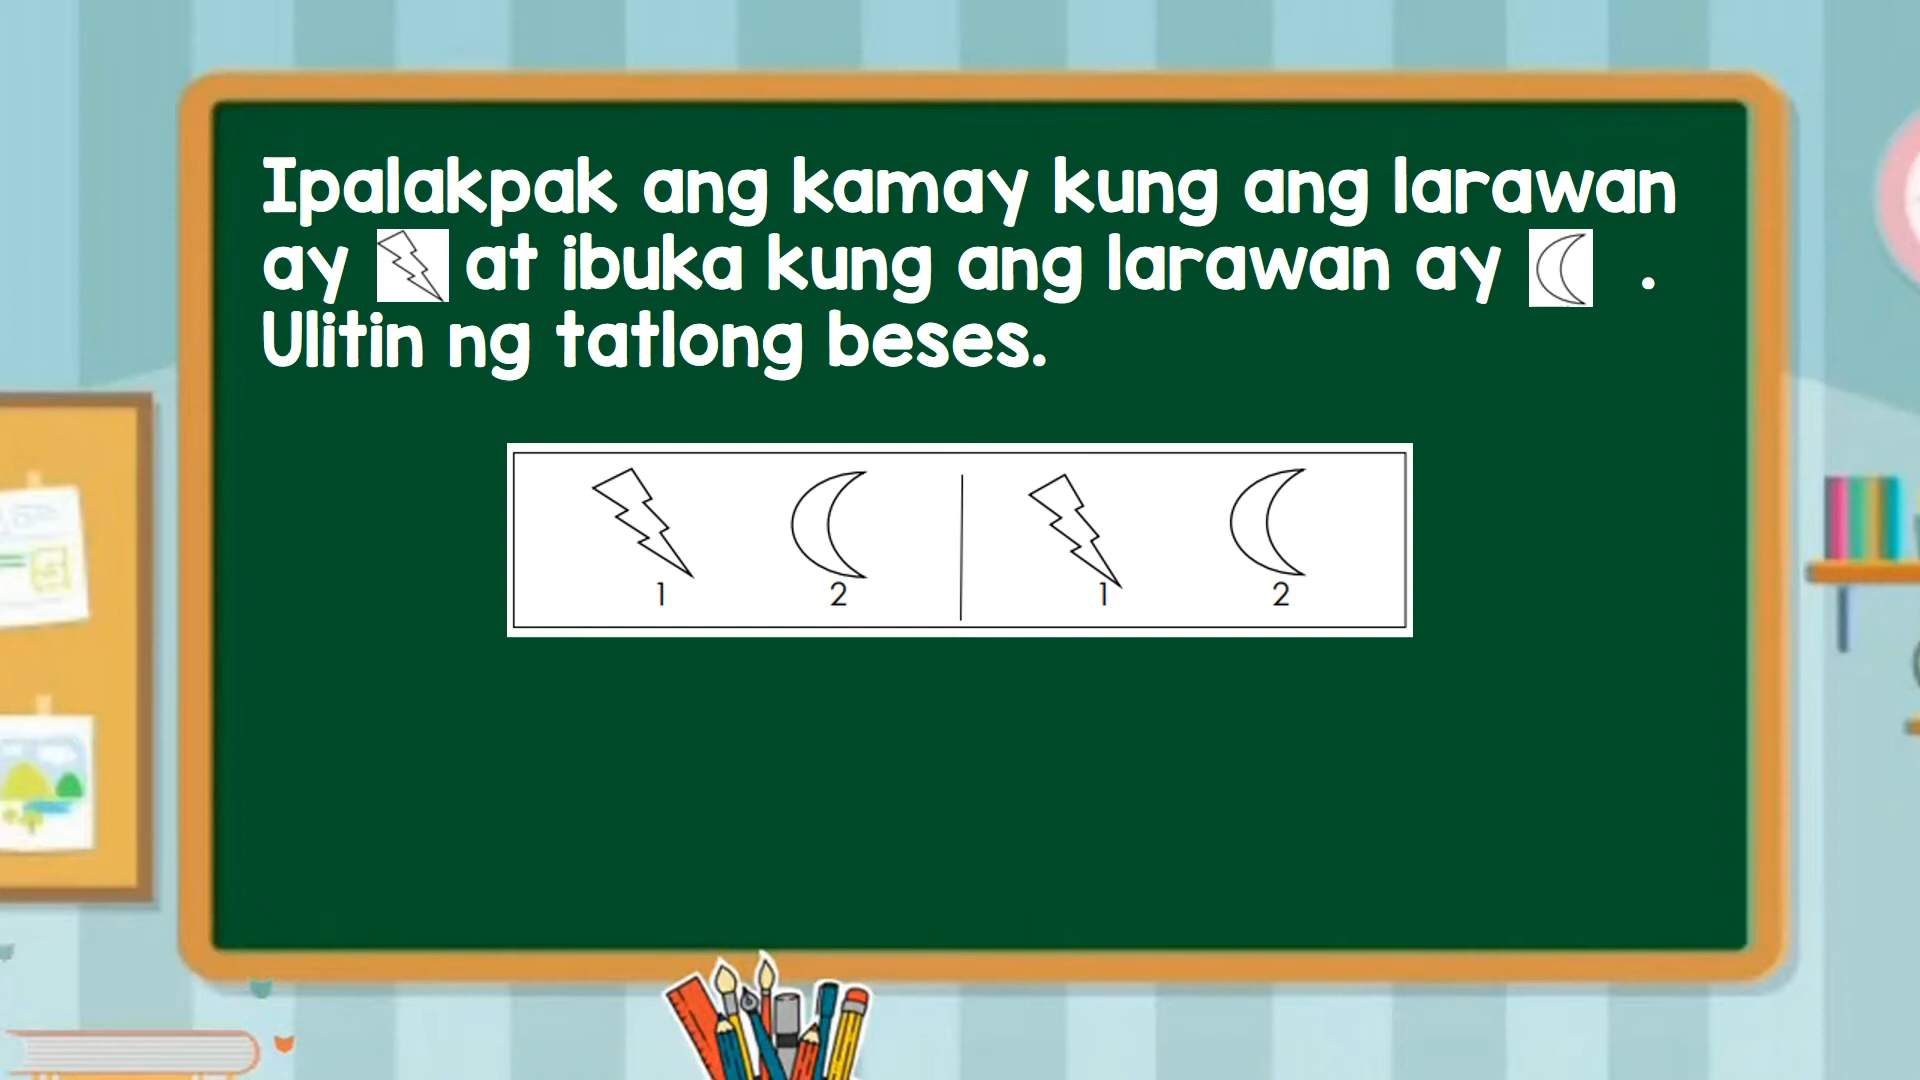 Ipalakpak ang kamay kung ang larawan
ay at ibuka kung ang larawan ay .
Ulitin ng tatlong beses.
1 2 1 2